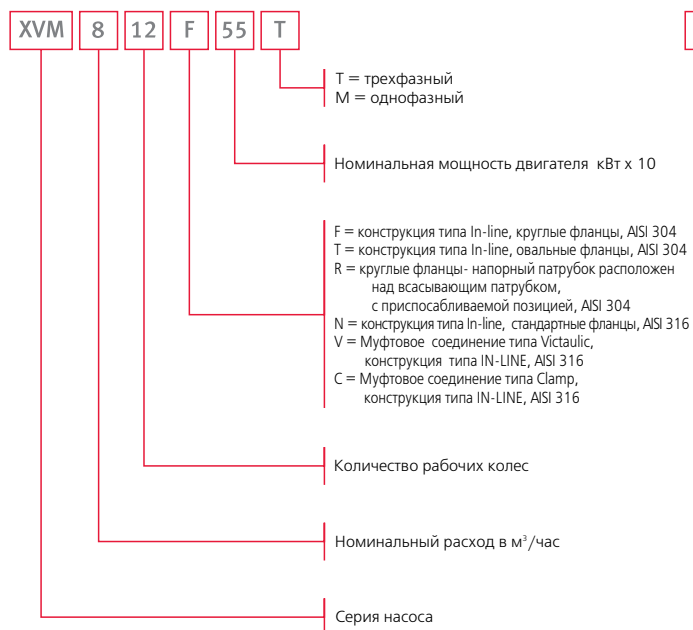 XVM 8 12 F 55 T
T = трехфазный
M = однофазный
Номинальная мощность двигателя кВт х 10
F = конструкция типа In-line, круглые фланцы, AISI 304
T = конструкция типа In-line, овальные фланцы, AISI 304
R = круглые фланцы- напорный патрубок расположен
над всасывающим патрубком,
с приспосабливаемой позицией, AISI 304
N = конструкция типа In-line, стандартные фланцы, AISI 316
V = Муфтовое соединение типа Victaulic,
конструкция типа IN-LINE, AISI 316
C = Муфтовое соединение типа Clamp,
конструкция типа IN-LINE, AISI 316
Количество рабочих колес
Номинальный расход в м³/час
Серия насоса